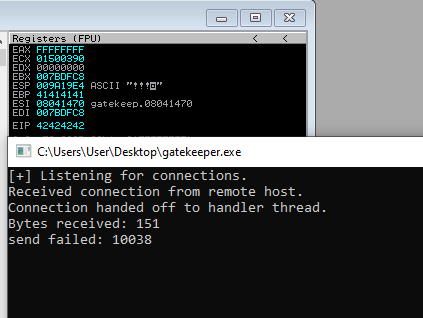 Registers (FPU) < <
EAX FFFFFFFF
ECX 01500390
EDX 00000000
EBX 007BDFC8
ESP 009A19E4 ASCII
EBP 41414141
ESI 08041470 gatekeep.08041470
EDI 007BDFC8
EIP 42424242
C:\Users\User\Desktop\gatekeeper.exe
[+] Listening for connections.
Received connection from remote host.
Connection handed off to handler thread.
Bytes received: 151
send failed: 10038